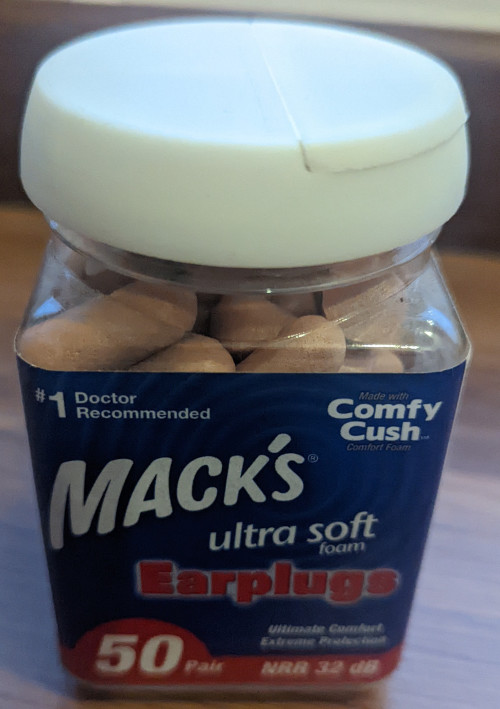 #1 Doctor
Recommended
Made with
Comfy
Cush
Comfort Foam
MACK'S®
ultra soft
foam
Earplugs
Ultimate Comfort,
Extreme Protection
50 Pair
NRR 32 dB